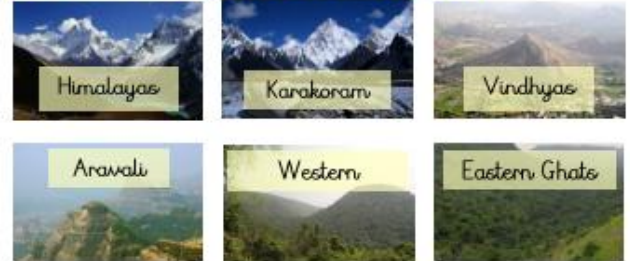 Himalayas
Karakoram
Vindhyas
Aravali
Western
Eastern Ghats